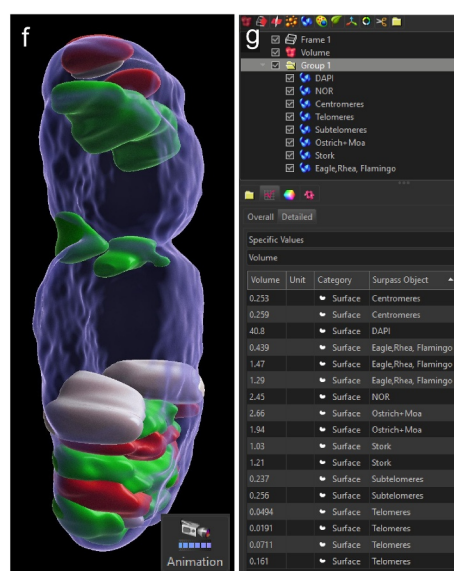 f
Animation
g
Frame 1
Volume
Group 1
DAPI
NOR
Centromeres
Telomeres
Subtelomeres
Ostrich+Moa
Stork
Eagle,Rhea, Flamingo
Overall Detailed
Specific Values
Volume
Volume Unit Category Surpass Object
0.253 Surface Centromeres
0.259 Surface Centromeres
40.8 Surface DAPI
0.439 Surface Eagle,Rhea, Flamingo
1.47 Surface Eagle,Rhea, Flamingo
1.29 Surface Eagle,Rhea, Flamingo
2.45 Surface NOR
2.66 Surface Ostrich+Moa
1.94 Surface Ostrich+Moa
1.03 Surface Stork
1.21 Surface Stork
0.237 Surface Subtelomeres
0.256 Surface Subtelomeres
0.0494 Surface Telomeres
0.0191 Surface Telomeres
0.0711 Surface Telomeres
0.161 Surface Telomeres